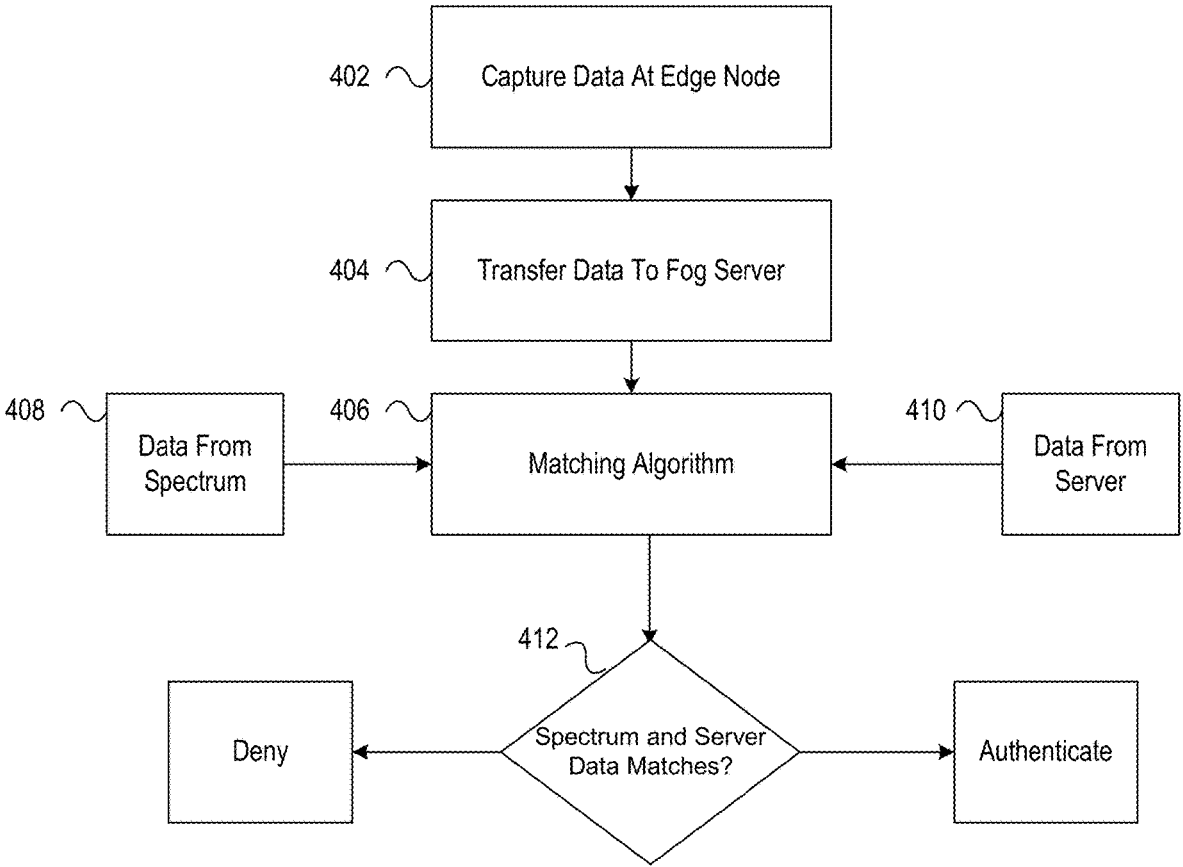 402
Capture Data At Edge Node
404
Transfer Data To Fog Server
408
406
410
Data From
Spectrum
Matching Algorithm
Data From
Server
412
Deny
Spectrum and Server
Data Matches?
Authenticate